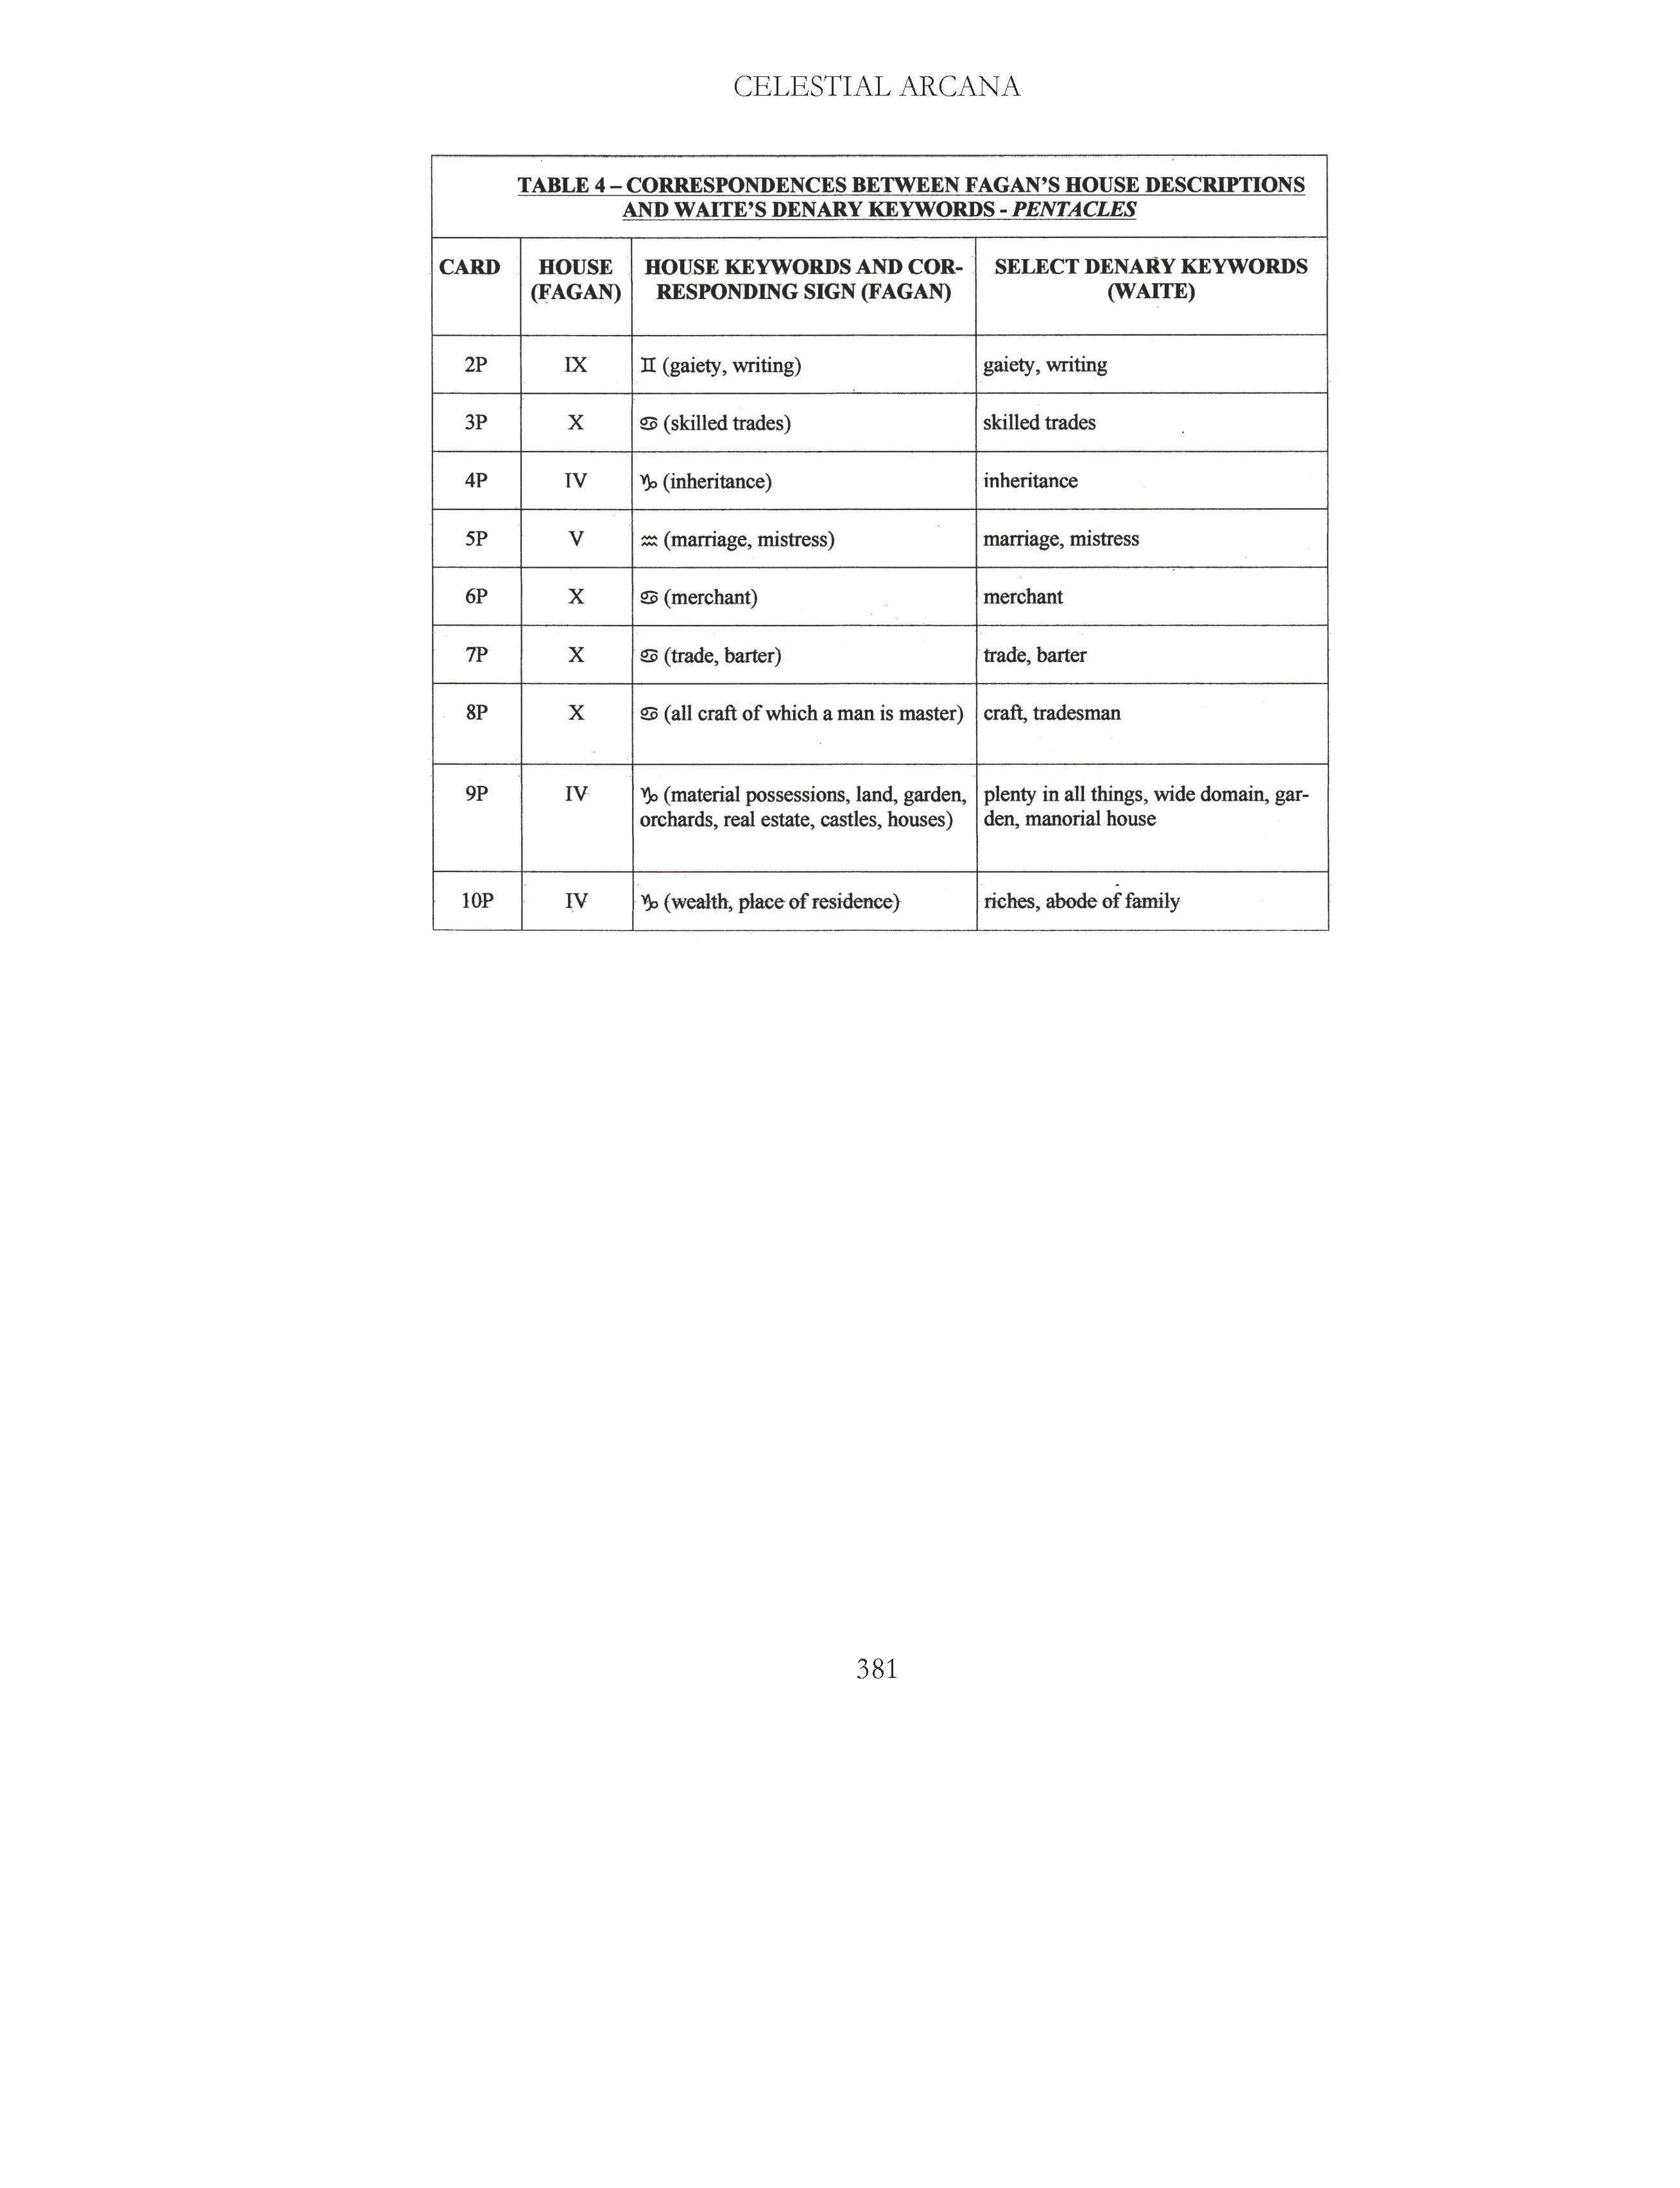 CELESTIAL ARCANA
TABLE 4 – CORRESPONDENCES BETWEEN FAGAN'S HOUSE DESCRIPTIONS
AND WAITE'S DENARY KEYWORDS - PENTACLES
CARD HOUSE HOUSE KEYWORDS AND COR- SELECT DENARY KEYWORDS
(FAGAN) RESPONDING SIGN (FAGAN) (WAITE)
2P IX ♊ (gaiety, writing) gaiety, writing
3P X ♋ (skilled trades) skilled trades
4P IV ♑ (inheritance) inheritance
5P V ♒ (marriage, mistress) marriage, mistress
6P X ♋ (merchant) merchant
7P X ♋ (trade, barter) trade, barter
8P X ♋ (all craft of which a man is master) craft, tradesman
9P IV ♑ (material possessions, land, garden, plenty in all things, wide domain, gar-
orchards, real estate, castles, houses) den, manorial house
10P IV ♑ (wealth, place of residence) riches, abode of family
381